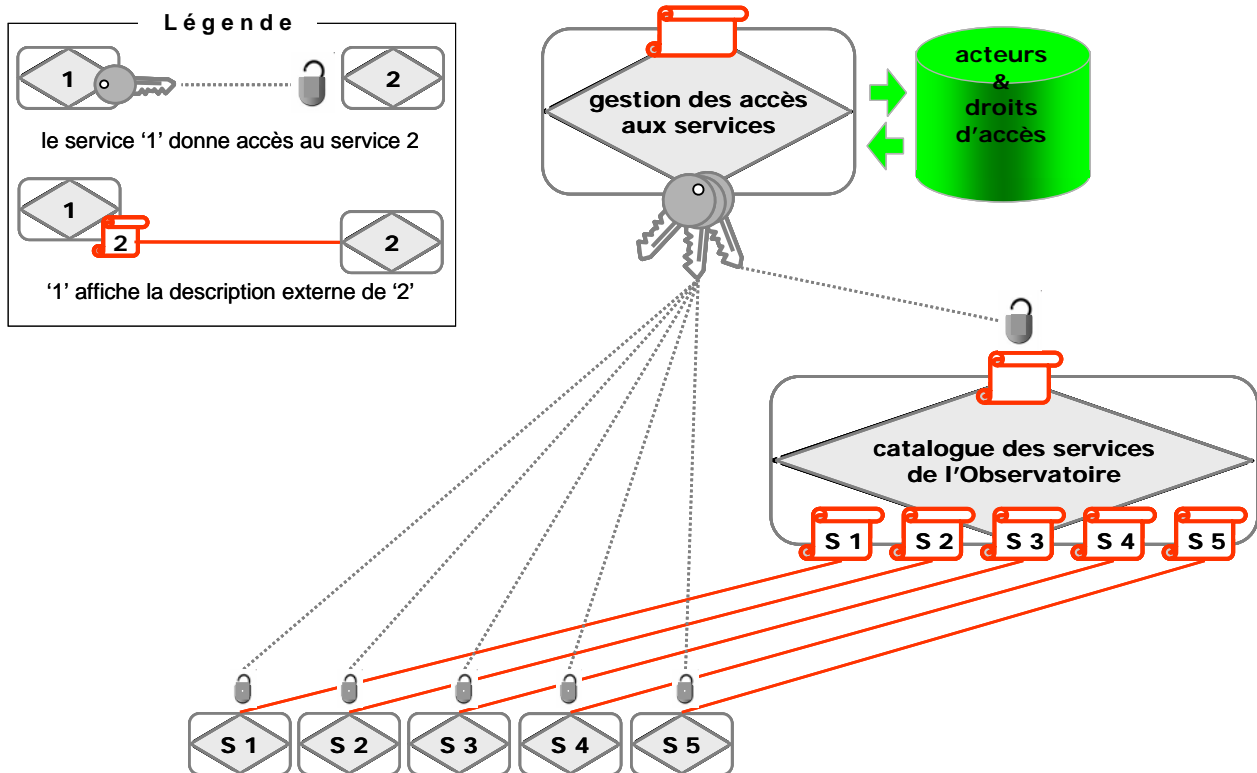 Légende
1
2
le service ‘1’ donne accès au service 2
1
2
2
‘1’ affiche la description externe de ‘2’
gestion des accès
aux services
acteurs
&
droits
d'accès
catalogue des services
de l'Observatoire
S 1
S 2
S 3
S 4
S 5
S 1
S 2
S 3
S 4
S 5